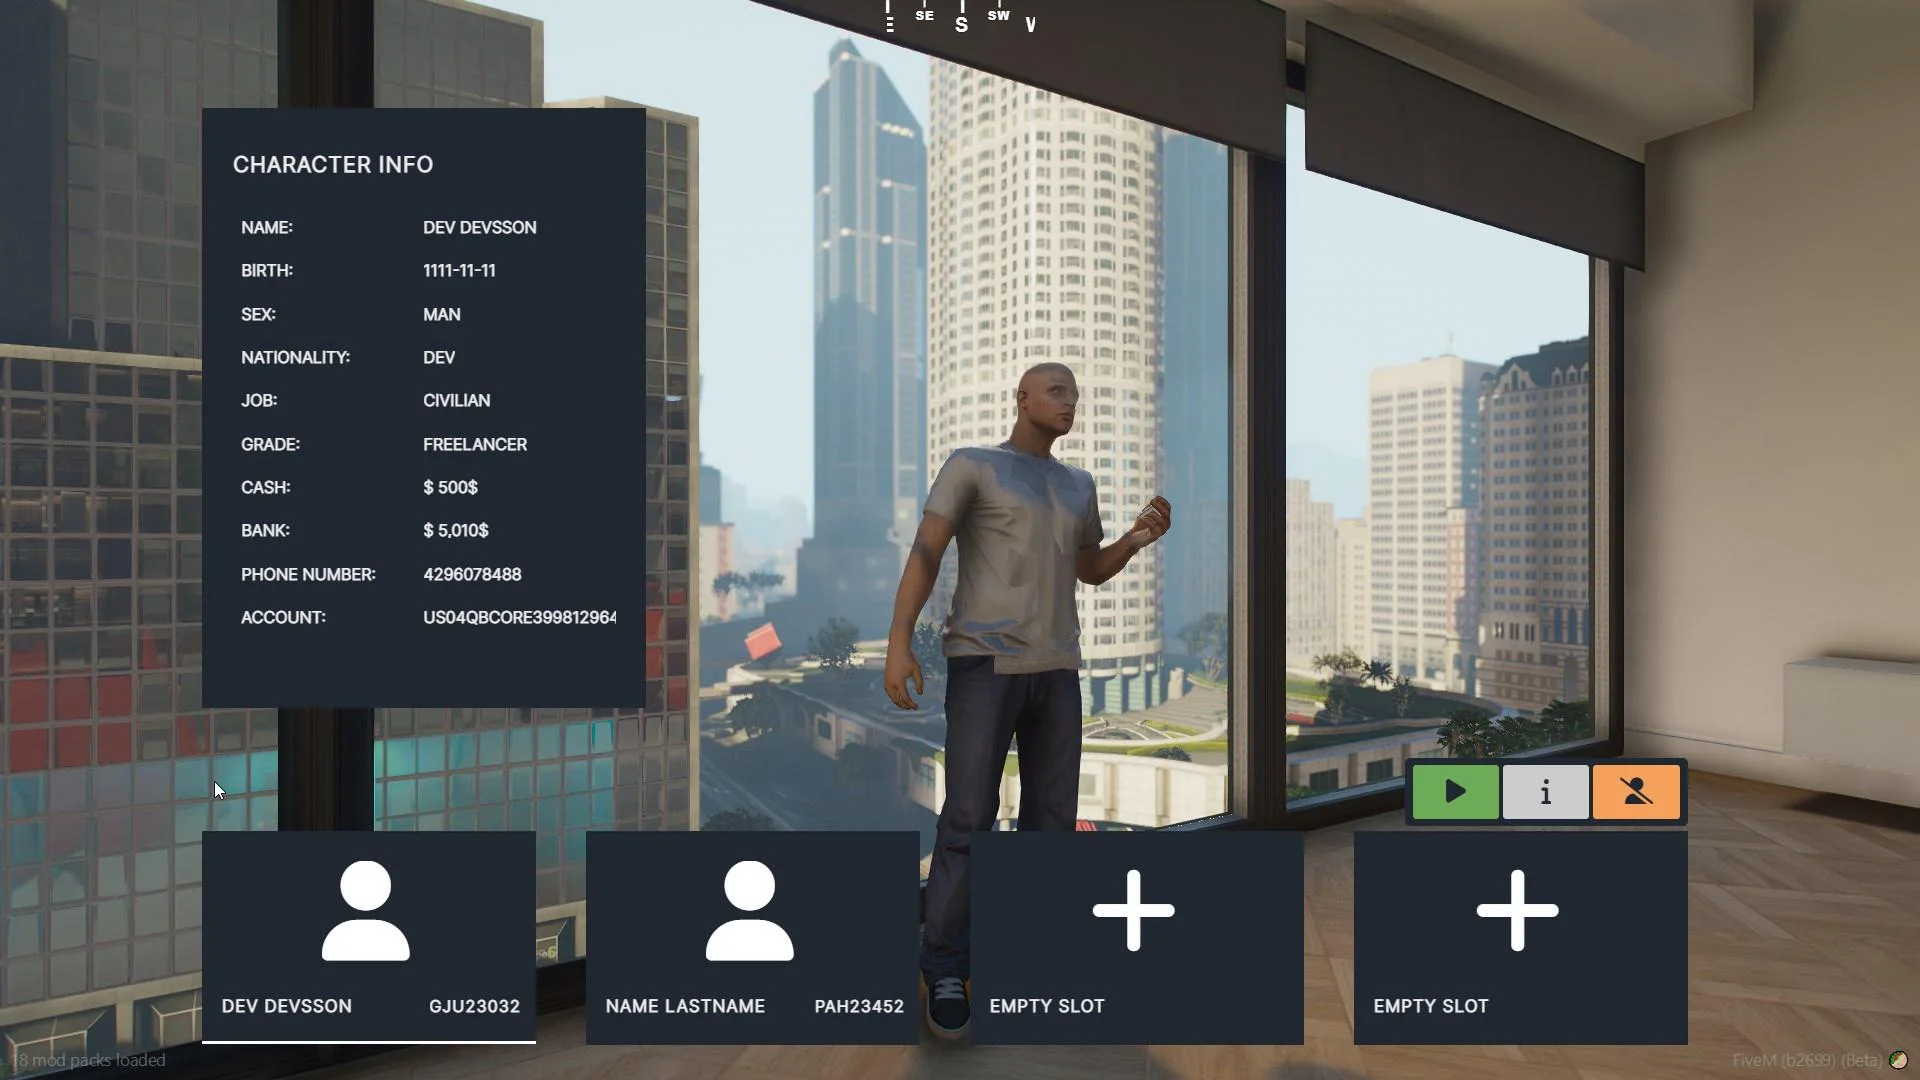 E SE S SW
CHARACTER INFO
NAME: DEV DEVSSON
BIRTH: 1111-11-11
SEX: MAN
NATIONALITY: DEV
JOB: CIVILIAN
GRADE: FREELANCER
CASH: $ 500$
BANK: $ 5,010$
PHONE NUMBER: 4296078488
ACCOUNT: US04QBCORE399812964
i
DEV DEVSSON GJU23032
NAME LASTNAME PAH23452
EMPTY SLOT
EMPTY SLOT
18 mod packs loaded
FiveM (b2699) (Beta)